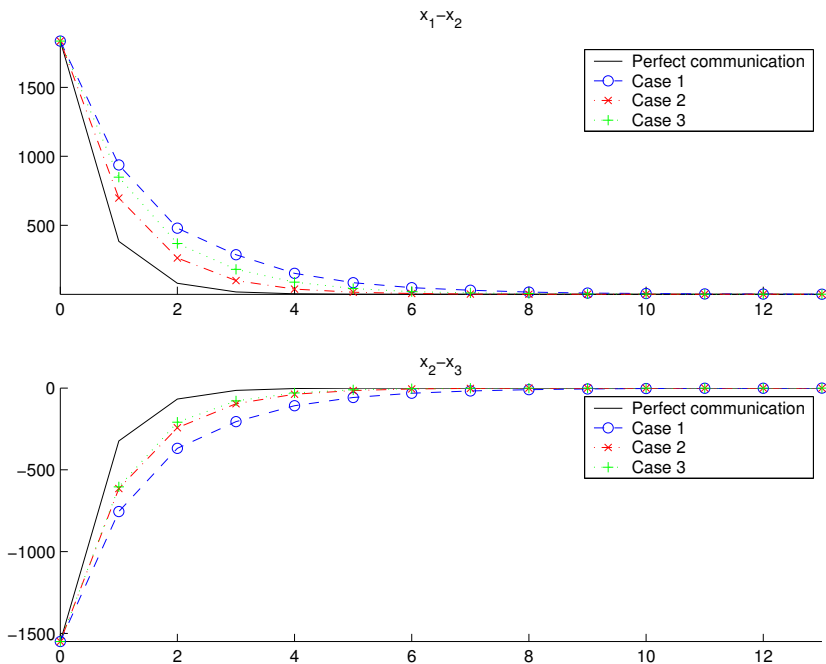 x₁−x₂
1500
1000
500
0 2 4 6 8 10 12
Perfect communication
Case 1
Case 2
Case 3
x₂−x₃
0
−500
−1000
−1500
0 2 4 6 8 10 12
Perfect communication
Case 1
Case 2
Case 3